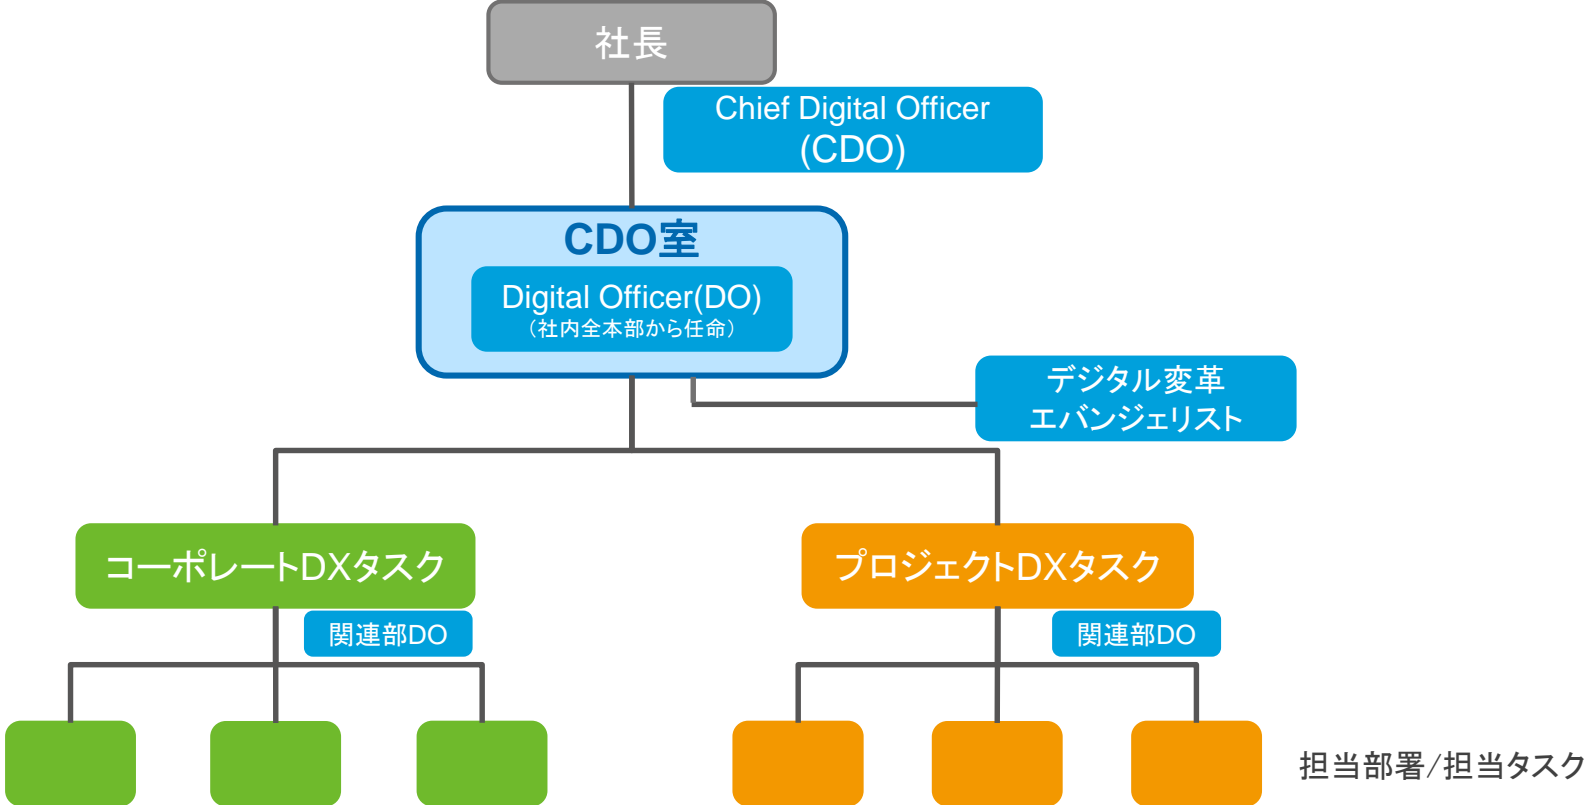 社長
Chief Digital Officer
(CDO)
CDO室
Digital Officer(DO)
（社内全本部から任命）
デジタル変革
エバンジェリスト
コーポレートDXタスク
プロジェクトDXタスク
関連部DO
関連部DO
担当部署/担当タスク